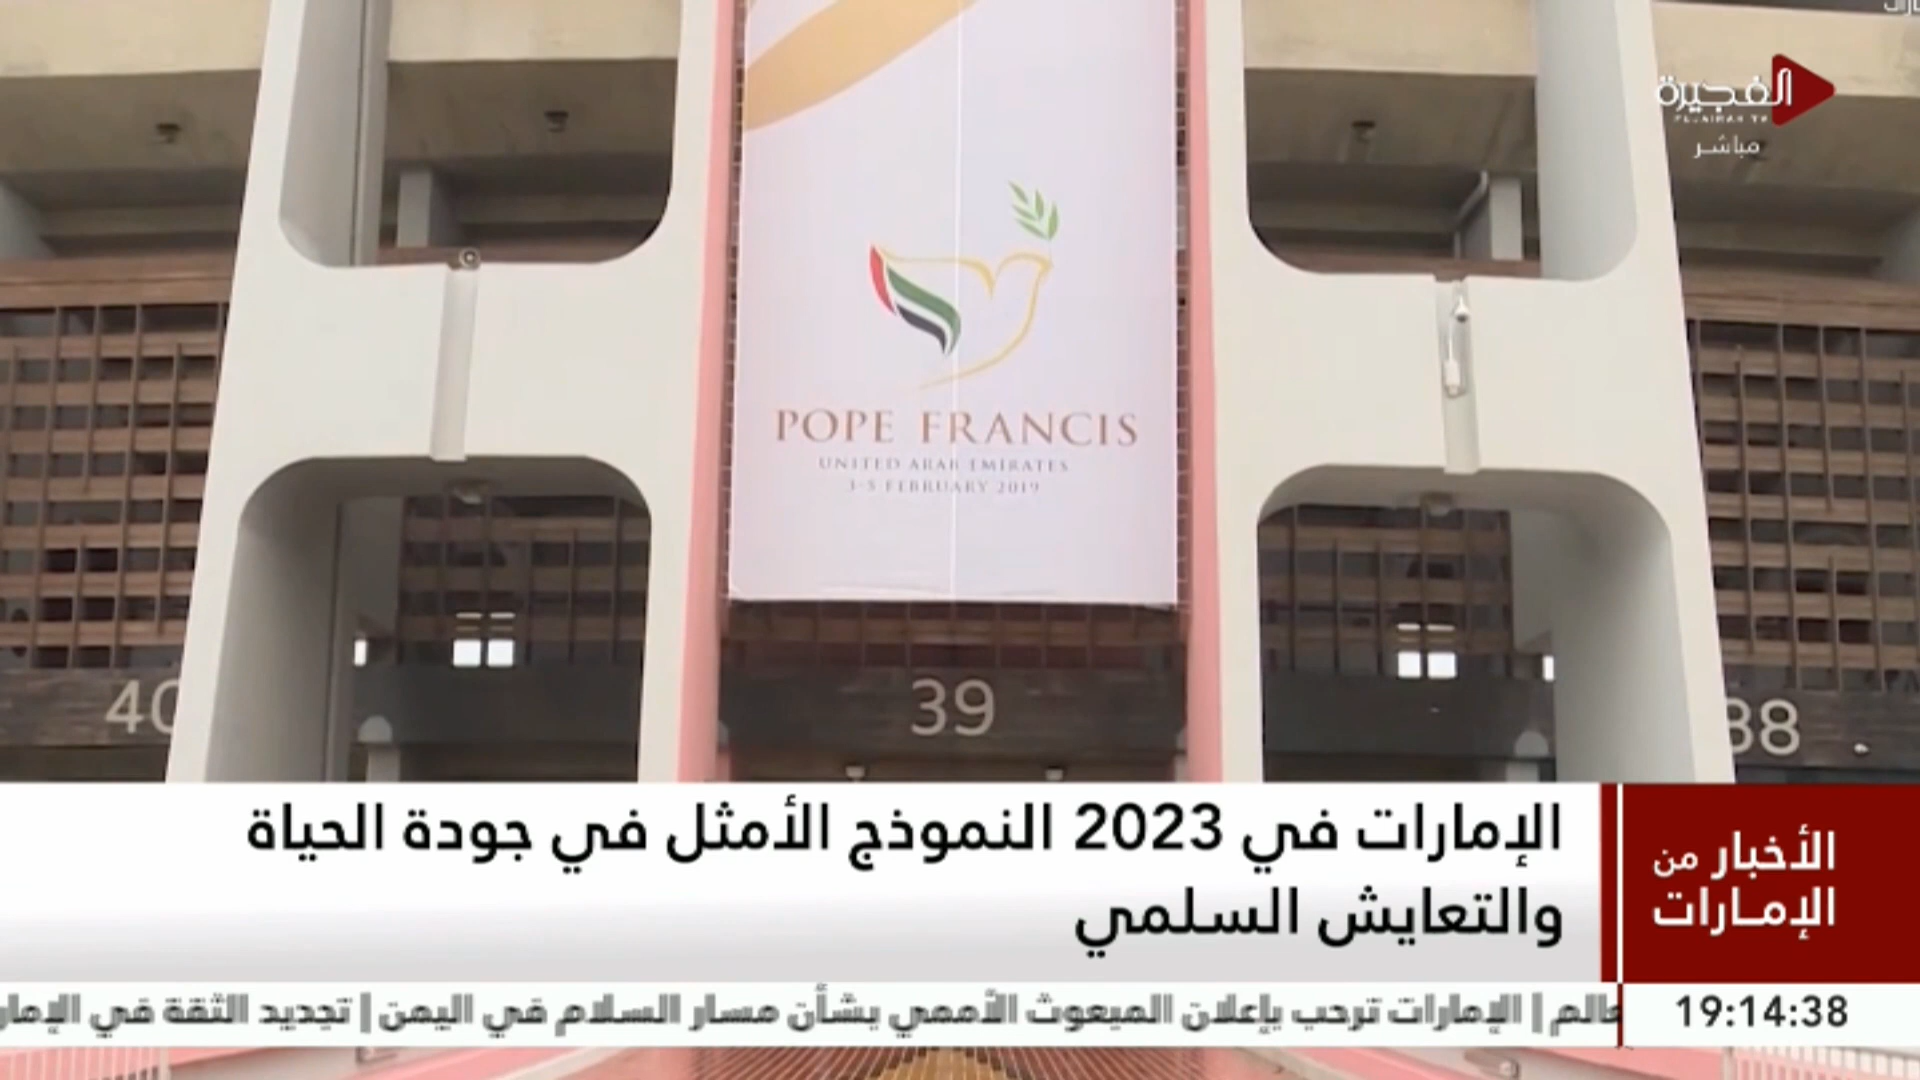 الفجيرة
FUJAIRAH TV
مباشر
POPE FRANCIS
UNITED ARAB EMIRATES
3-5 FEBRUARY 2019
40
39
38
الأخبار من
الإمارات
الإمارات في 2023 النموذج الأمثل في جودة الحياة
والتعايش السلمي
الإمارات ترحب بإعلان المبعوث الأممي بشأن مسار السلام في اليمن | تجديد الثقة في
19:14:38